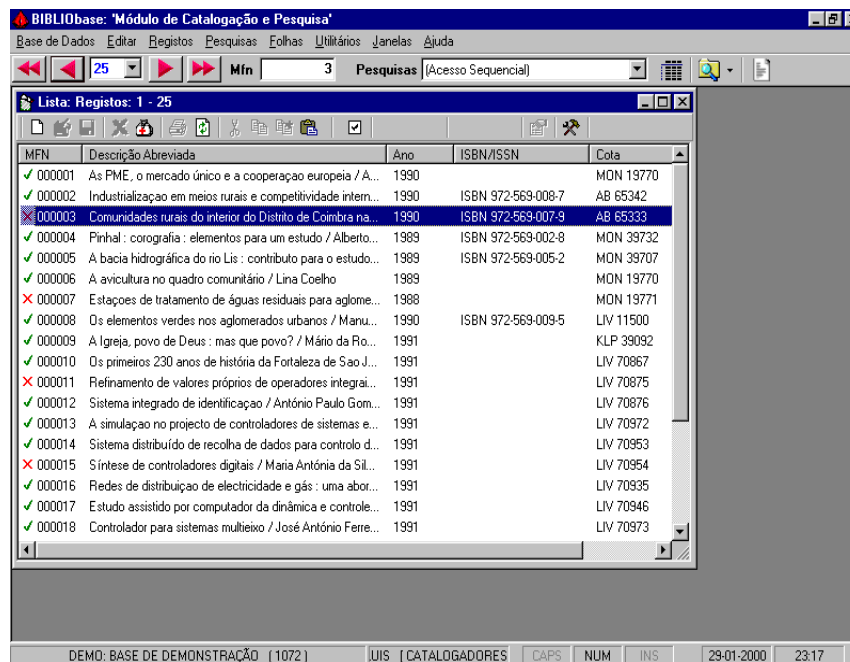 BIBLIObase: 'Módulo de Catalogação e Pesquisa'
Base de Dados Editar Registos Pesquisas Folhas Utilitários Janelas Ajuda
25 Mfn 3 Pesquisas (Acesso Sequencial)
Lista: Registos: 1 - 25
MFN Descrição Abreviada Ano ISBN/ISSN Cota
000001 As PME, o mercado único e a cooperaçao europeia / A... 1990 MON 19770
000002 Industrializaçao em meios rurais e competitividade intern... 1990 ISBN 972-569-008-7 AB 65342
000003 Comunidades rurais do interior do Distrito de Coimbra na... 1990 ISBN 972-569-007-9 AB 65333
000004 Pinhal : corografia : elementos para um estudo / Alberto... 1989 ISBN 972-569-002-8 MON 39732
000005 A bacia hidrográfica do rio Lis : contributo para o estudo... 1989 ISBN 972-569-005-2 MON 39707
000006 A avicultura no quadro comunitário / Lina Coelho 1989 MON 19770
000007 Estaçoes de tratamento de águas residuais para aglome... 1988 MON 19771
000008 Os elementos verdes nos aglomerados urbanos / Manu... 1990 ISBN 972-569-009-5 LIV 11500
000009 A Igreja, povo de Deus : mas que povo? / Mário da Ro... 1991 KLP 39092
000010 Os primeiros 230 anos de história da Fortaleza de Sao J... 1991 LIV 70867
000011 Refinamento de valores próprios de operadores integrai... 1991 LIV 70875
000012 Sistema integrado de identificaçao / António Paulo Gom... 1991 LIV 70876
000013 A simulaçao no projecto de controladores de sistemas e... 1991 LIV 70972
000014 Sistema distribuído de recolha de dados para controlo d... 1991 LIV 70953
000015 Síntese de controladores digitais / Maria Antónia da Sil... 1991 LIV 70954
000016 Redes de distribuiçao de electricidade e gás : uma abor... 1991 LIV 70935
000017 Estudo assistido por computador da dinâmica e controle... 1991 LIV 70946
000018 Controlador para sistemas multieixo / José António Ferre... 1991 LIV 70973
DEMO: BASE DE DEMONSTRAÇÃO (1072) UIS [ CATALOGADORES CAPS NUM INS 29-01-2000 23:17